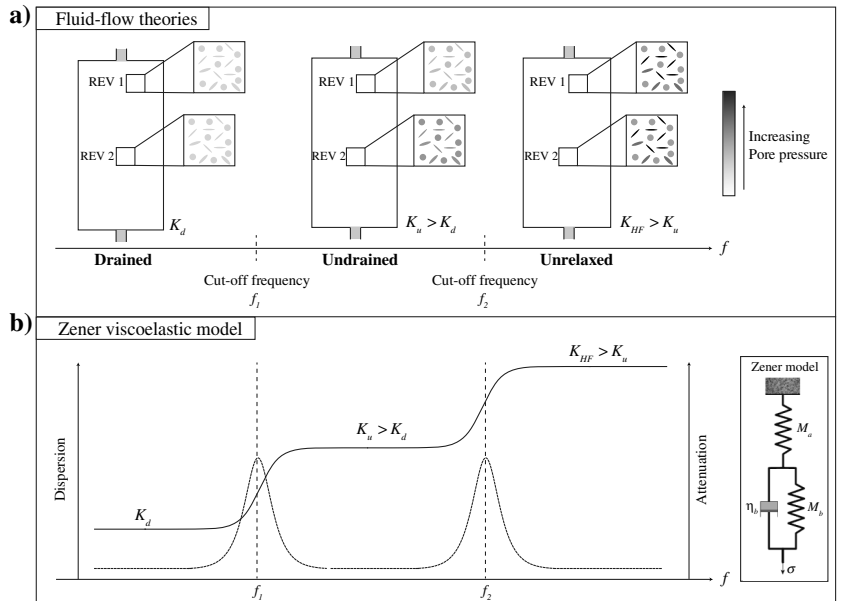 a)
Fluid-flow theories
REV 1
REV 2
K_d
REV 1
REV 2
K_u > K_d
REV 1
REV 2
K_HF > K_u
Increasing
Pore pressure
f
Drained
Undrained
Unrelaxed
Cut-off frequency
f_1
Cut-off frequency
f_2
b)
Zener viscoelastic model
Dispersion
K_d
K_u > K_d
K_HF > K_u
Attenuation
f_1
f_2
f
Zener model
M_a
η_b
M_b
σ